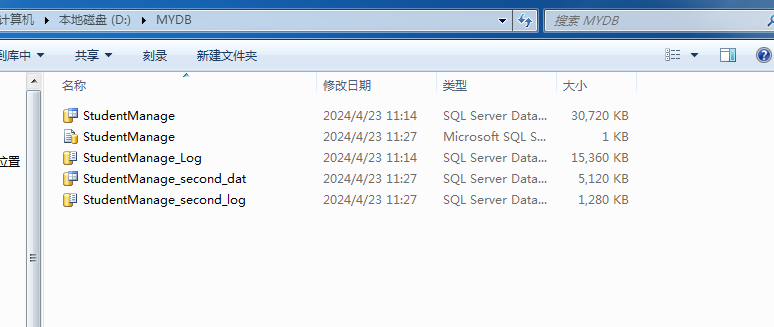 计算机 本地磁盘 (D:) MYDB 搜索 MYDB
到库中 共享 刻录 新建文件夹
名称 修改日期 类型 大小
StudentManage 2024/4/23 11:14 SQL Server Data... 30,720 KB
StudentManage 2024/4/23 11:27 Microsoft SQL S... 1 KB
StudentManage_Log 2024/4/23 11:14 SQL Server Data... 15,360 KB
位置
StudentManage_second_dat 2024/4/23 11:27 SQL Server Data... 5,120 KB
StudentManage_second_log 2024/4/23 11:27 SQL Server Data... 1,280 KB